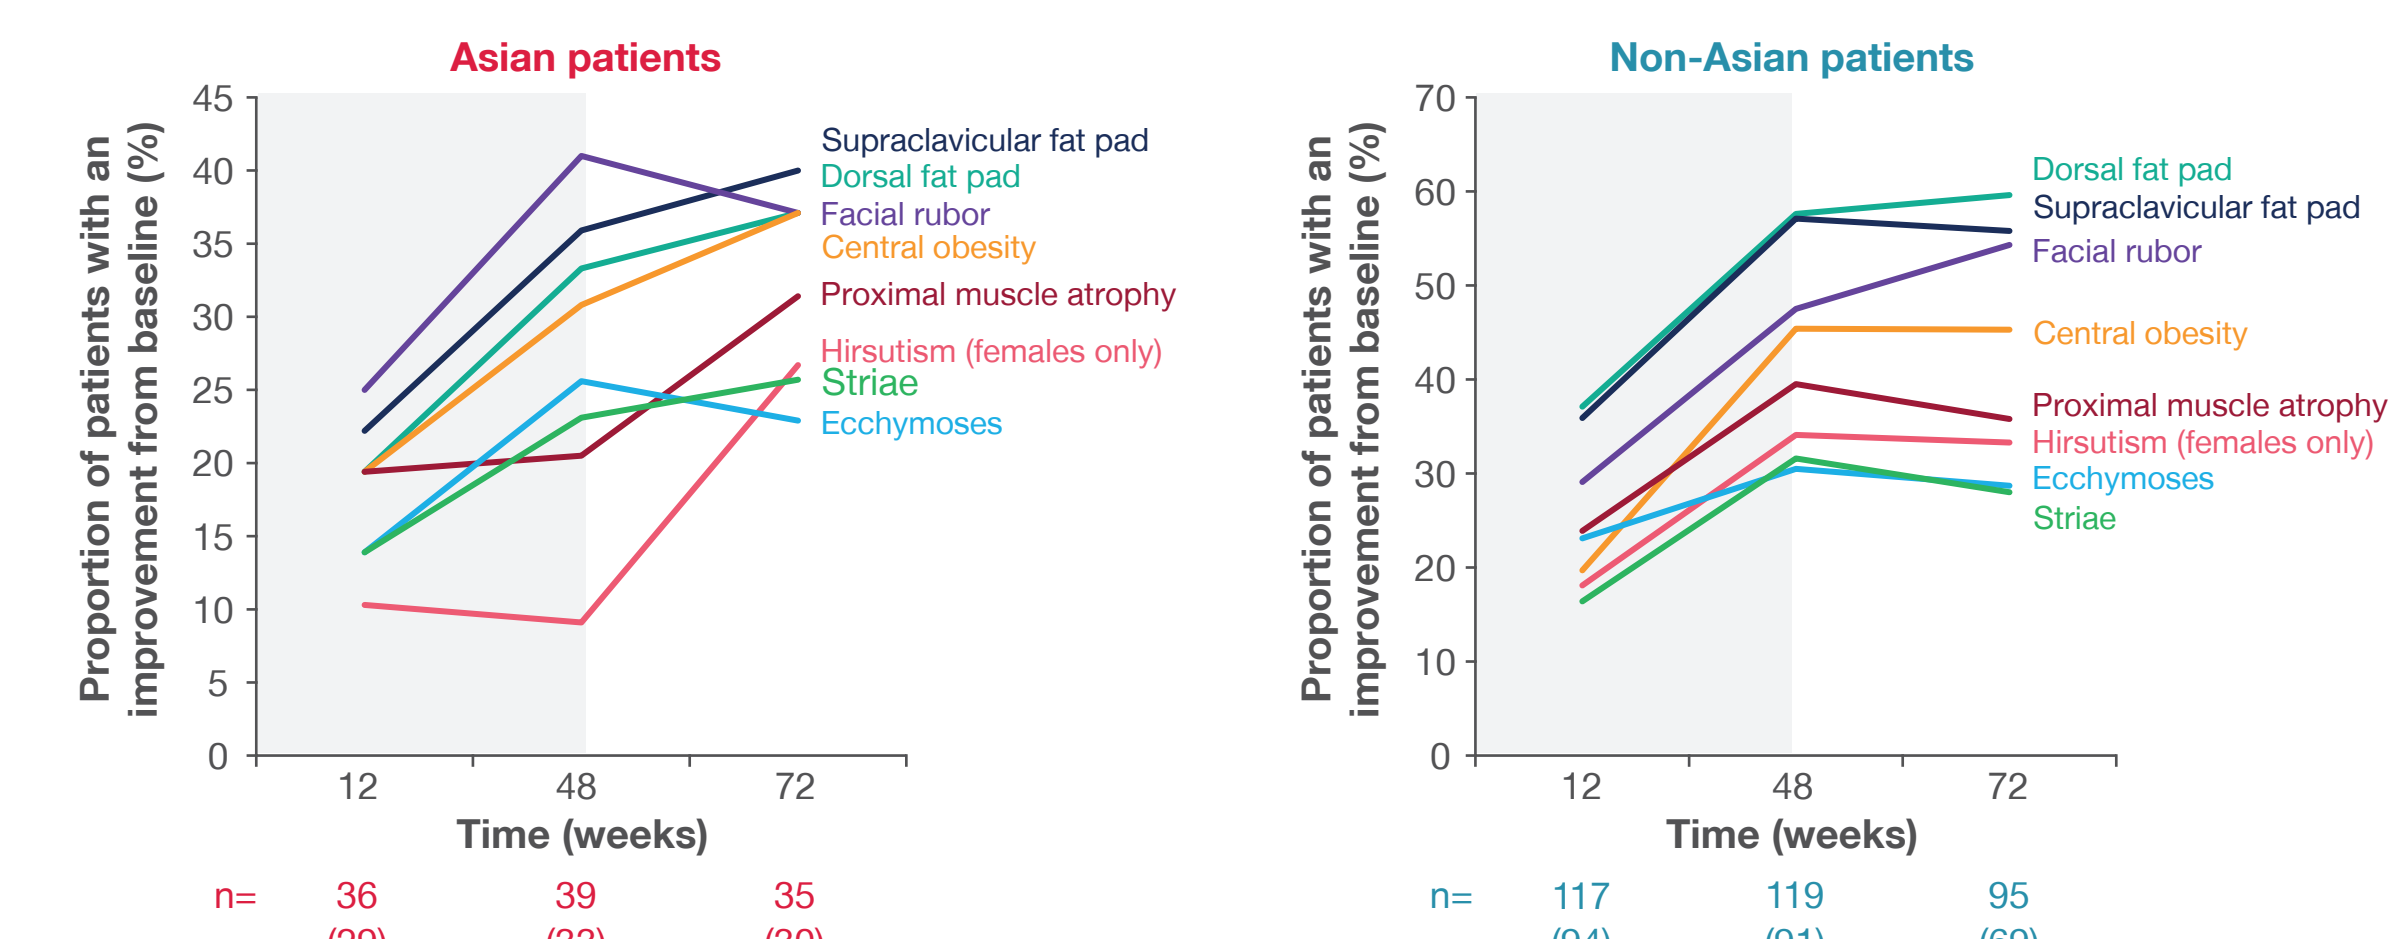 Asian patients
Proportion of patients with an
improvement from baseline (%)
45
40
35
30
25
20
15
10
5
0
Supraclavicular fat pad
Dorsal fat pad
Facial rubor
Central obesity
Proximal muscle atrophy
Hirsutism (females only)
Striae
Ecchymoses
12 48 72
Time (weeks)
n= 36 39 35
Non-Asian patients
Proportion of patients with an
improvement from baseline (%)
70
60
50
40
30
20
10
0
Dorsal fat pad
Supraclavicular fat pad
Facial rubor
Central obesity
Proximal muscle atrophy
Hirsutism (females only)
Ecchymoses
Striae
12 48 72
Time (weeks)
n= 117 119 95